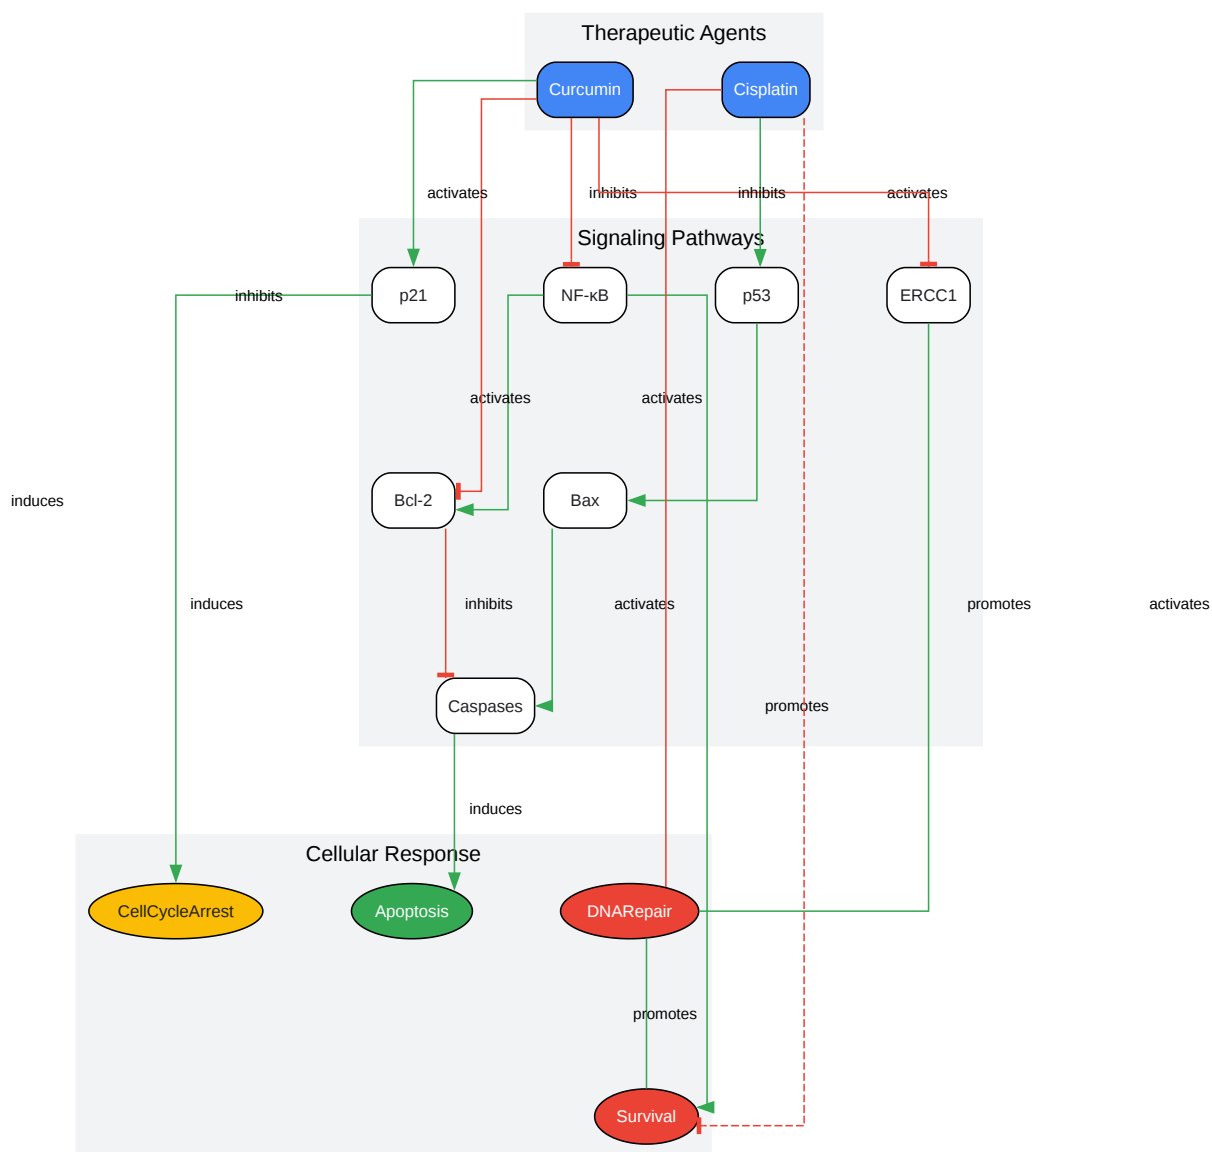 Therapeutic Agents
Curcumin
Cisplatin
activates
inhibits
inhibits
activates
Signaling Pathways
p21
NF-κB
p53
ERCC1
inhibits
activates
activates
Bcl-2
Bax
induces
induces
inhibits
activates
promotes
activates
Caspases
promotes
induces
Cellular Response
CellCycleArrest
Apoptosis
DNARepair
promotes
Survival